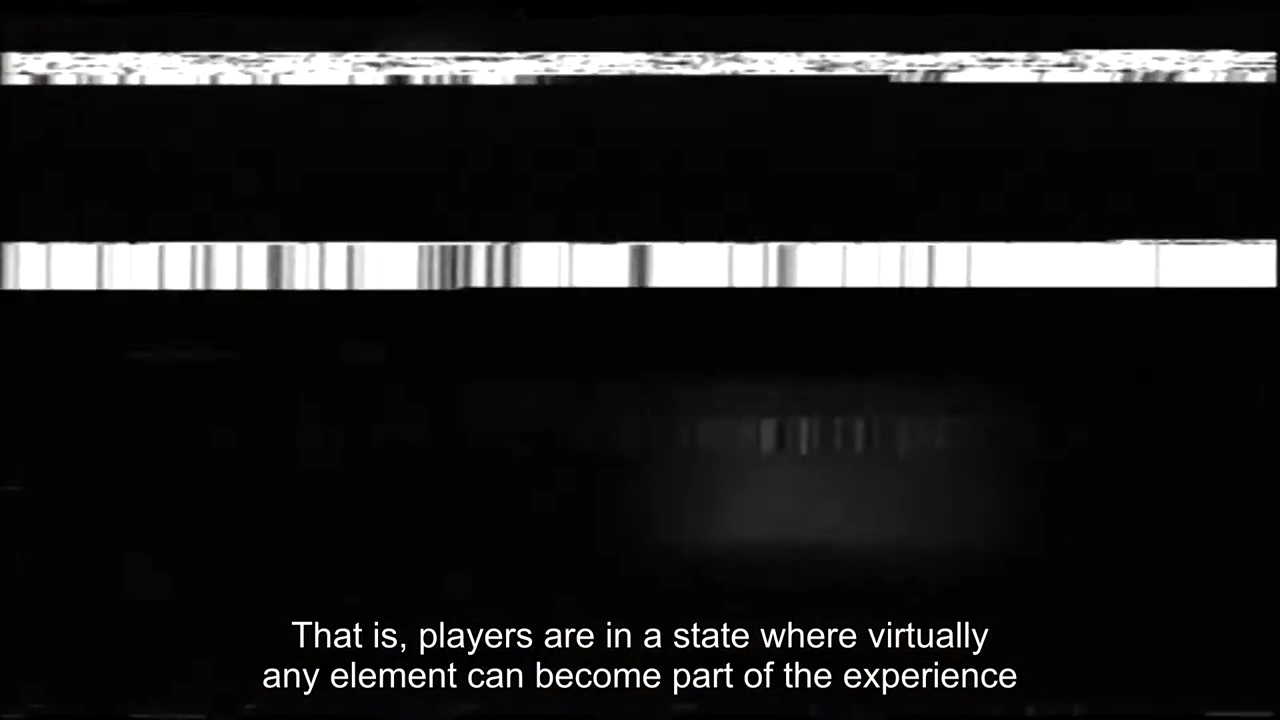 That is, players are in a state where virtually
any element can become part of the experience